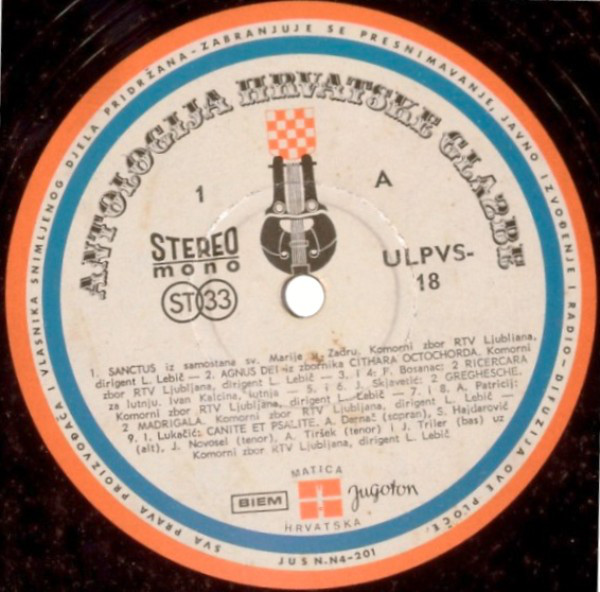 SVA PRAVA PROIZVOĐAČA I VLASNIKA SNIMLJENOG DJELA PRIDRŽANA - ZABRANJUJE SE PRESNIMAVANJE, JAVNO IZVOĐENJE I RADIO-DIFUZIJA OVE PLOČE.
ANTOLOGIJA HRVATSKE GLAZBE
1 A
STEREO
mono
ST 33
ULPVS-
18
1. SANCTUS iz samostana sv. Marije u Zadru, Komorni zbor RTV Ljubljana,
dirigent L. Lebič — 2. AGNUS DEI iz zbornika CITHARA OCTOCHORDA. Komorni
zbor RTV Ljubljana, dirigent L. Lebič — 3. i 4: P. Bosanac: 2 RICERCARA
za lutnju. Ivan Kalcina, lutnja — 5. i 6. J. Skjavetić: 2 GREGHESCHE.
Komorni zbor RTV Ljubljana, dirigent L. Lebič — 7. i 8. A. Patricij:
2 MADRIGALA. Komorni zbor RTV Ljubljana, dirigent L. Lebič —
9. I. Lukačić: CANITE ET PSALITE. A. Dernač (sopran), S. Hajdarović
(alt), J. Novosel (tenor), A. Tiršek (tenor) i J. Triler (bas) uz
Komorni zbor RTV Ljubljana, dirigent L. Lebič
MATICA
BIEM
Jugoton
HRVATSKA
JUS N.N4-201